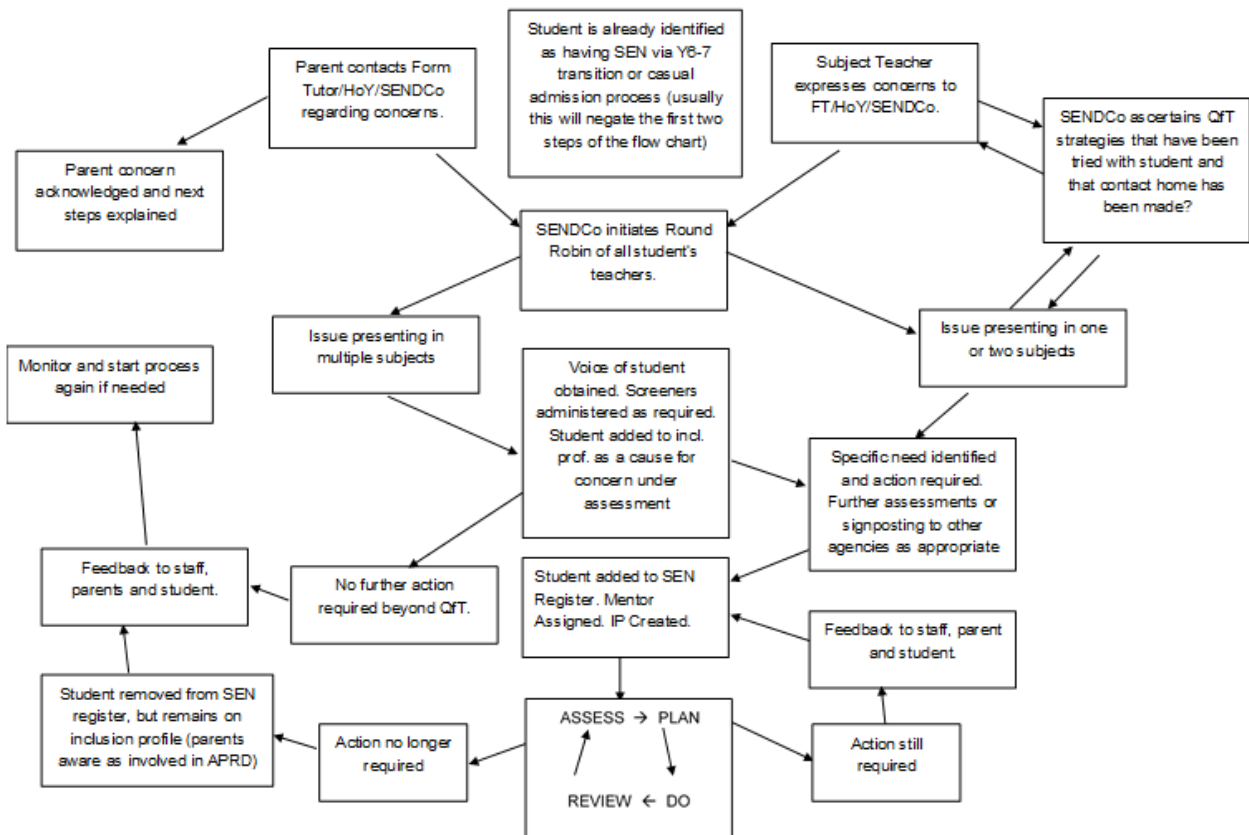 Parent contacts Form
Tutor/HoY/SENDCo
regarding concerns.
Student is already identified
as having SEN via Y6-7
transition or casual
admission process (usually
this will negate the first two
steps of the flow chart)
Subject Teacher
expresses concerns to
FT/HoY/SENDCo.
SENDCo ascertains QfT
strategies that have been
tried with student and
that contact home has
been made?
Parent concern
acknowledged and next
steps explained
SENDCo initiates Round
Robin of all student's
teachers.
Issue presenting in
multiple subjects
Issue presenting in one
or two subjects
Monitor and start process
again if needed
Voice of student
obtained. Screeners
administered as required.
Student added to incl.
prof. as a cause for
concern under
assessment
Specific need identified
and action required.
Further assessments or
signposting to other
agencies as appropriate
Feedback to staff,
parents and student.
No further action
required beyond QfT.
Student added to SEN
Register. Mentor
Assigned. IP Created.
Feedback to staff, parent
and student.
Student removed from SEN
register, but remains on
inclusion profile (parents
aware as involved in APRD)
Action no longer
required
ASSESS → PLAN
REVIEW ← DO
Action still
required